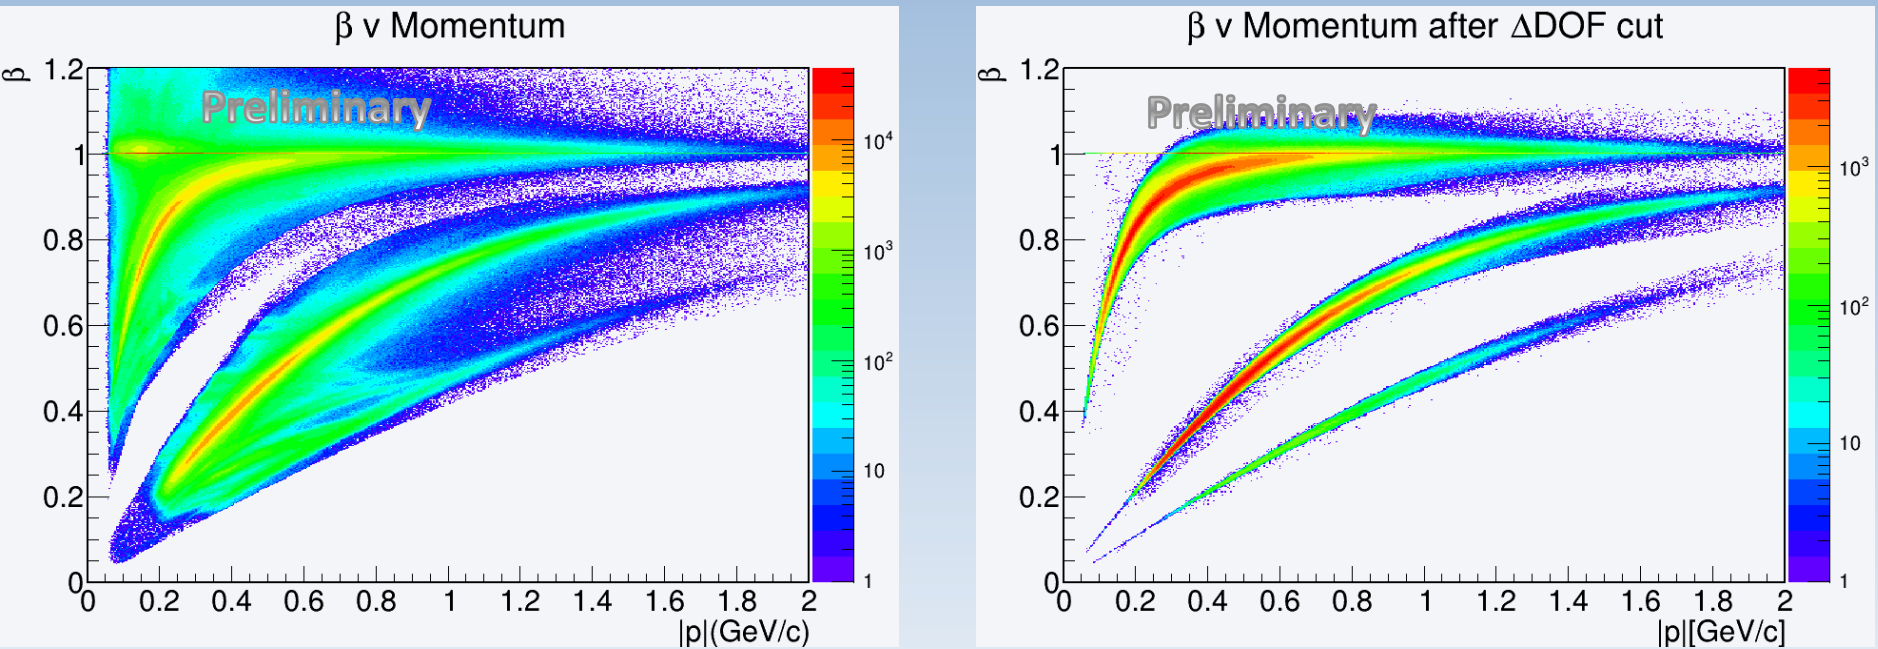 β v Momentum
β
1.2
1
0.8
0.6
0.4
0.2
0
Preliminary
10⁴
10³
10²
10
1
0 0.2 0.4 0.6 0.8 1 1.2 1.4 1.6 1.8 2
|p|(GeV/c)
β v Momentum after ΔDOF cut
β
1.2
1
0.8
0.6
0.4
0.2
0
Preliminary
10³
10²
10
1
0 0.2 0.4 0.6 0.8 1 1.2 1.4 1.6 1.8 2
|p|[GeV/c]